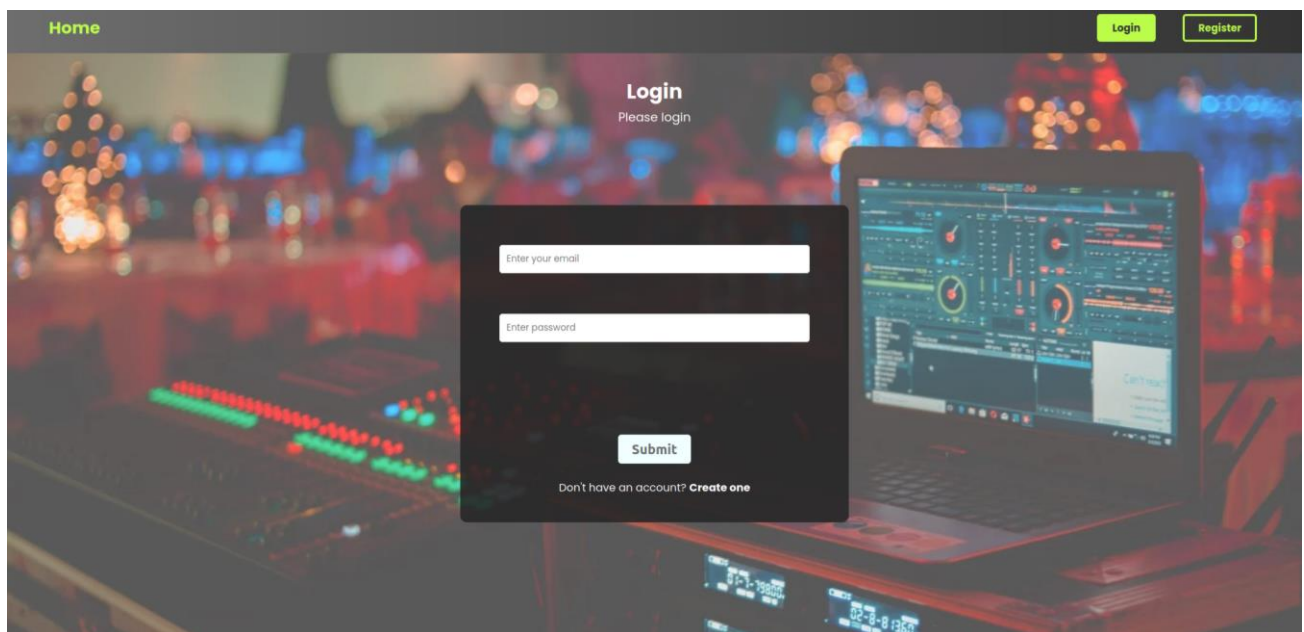 Home
Login
Register
Login
Please login
Enter your email
Enter password
Submit
Don't have an account? Create one